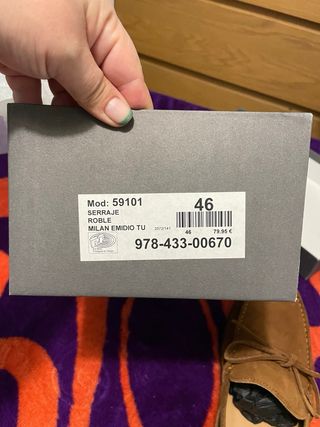 Mod: 59101
46
SERRAJE
ROBLE
MILAN EMIDIO TU
46
79.95 €
978-433-00670